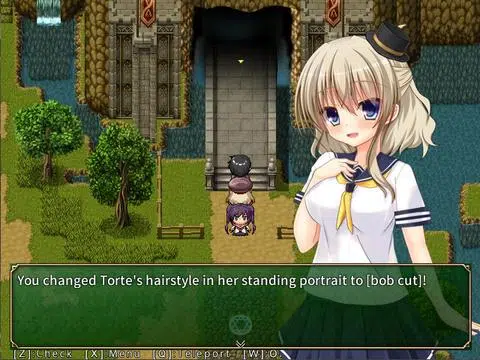 You changed Torte's hairstyle in her standing portrait to [bob cut]!
[Z]:Check [X]:Menu [Q]:Teleport [W]:O